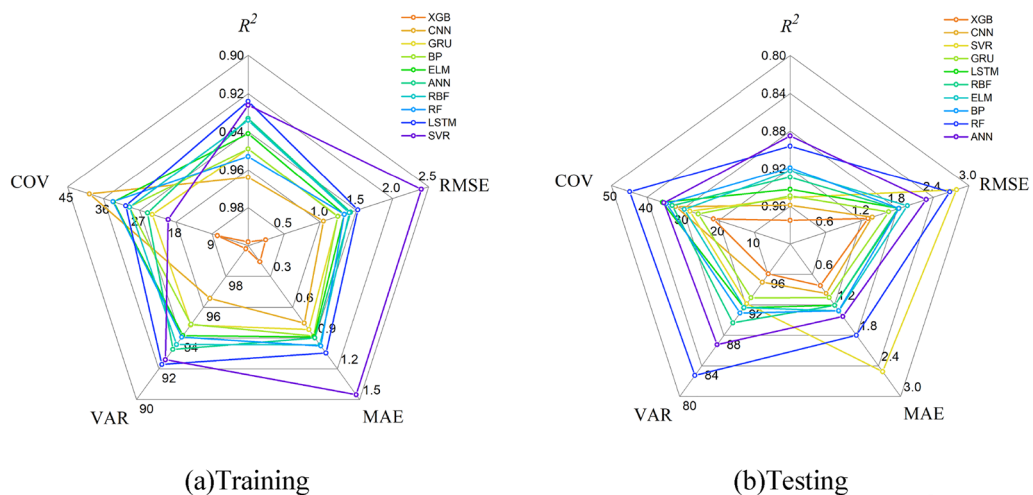 R²
XGB
CNN
GRU
BP
ELM
ANN
RBF
RF
LSTM
SVR
0.90
0.92
0.94
0.96
0.98
COV
45
36
27
18
9
RMSE
2.5
2.0
1.5
1.0
0.5
0.3
0.6
0.9
1.2
1.5
MAE
98
96
94
92
90
VAR
(a)Training
R²
XGB
CNN
SVR
GRU
LSTM
RBF
ELM
BP
RF
ANN
0.80
0.84
0.88
0.92
0.96
COV
50
40
30
20
10
RMSE
3.0
2.4
1.8
1.2
0.6
0.6
1.2
1.8
2.4
3.0
MAE
96
92
88
84
80
VAR
(b)Testing